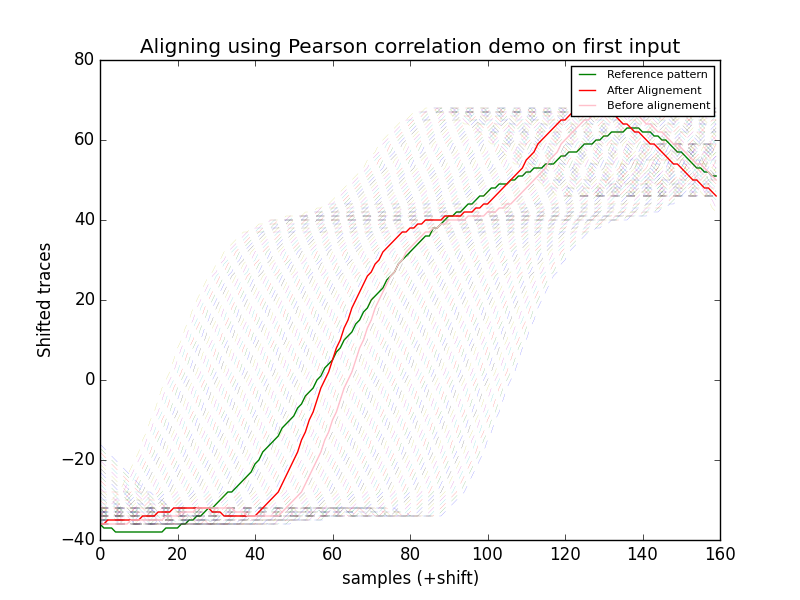 Aligning using Pearson correlation demo on first input
Reference pattern
After Alignement
Before alignement
80
60
40
20
0
−20
−40
0 20 40 60 80 100 120 140 160
Shifted traces
samples (+shift)